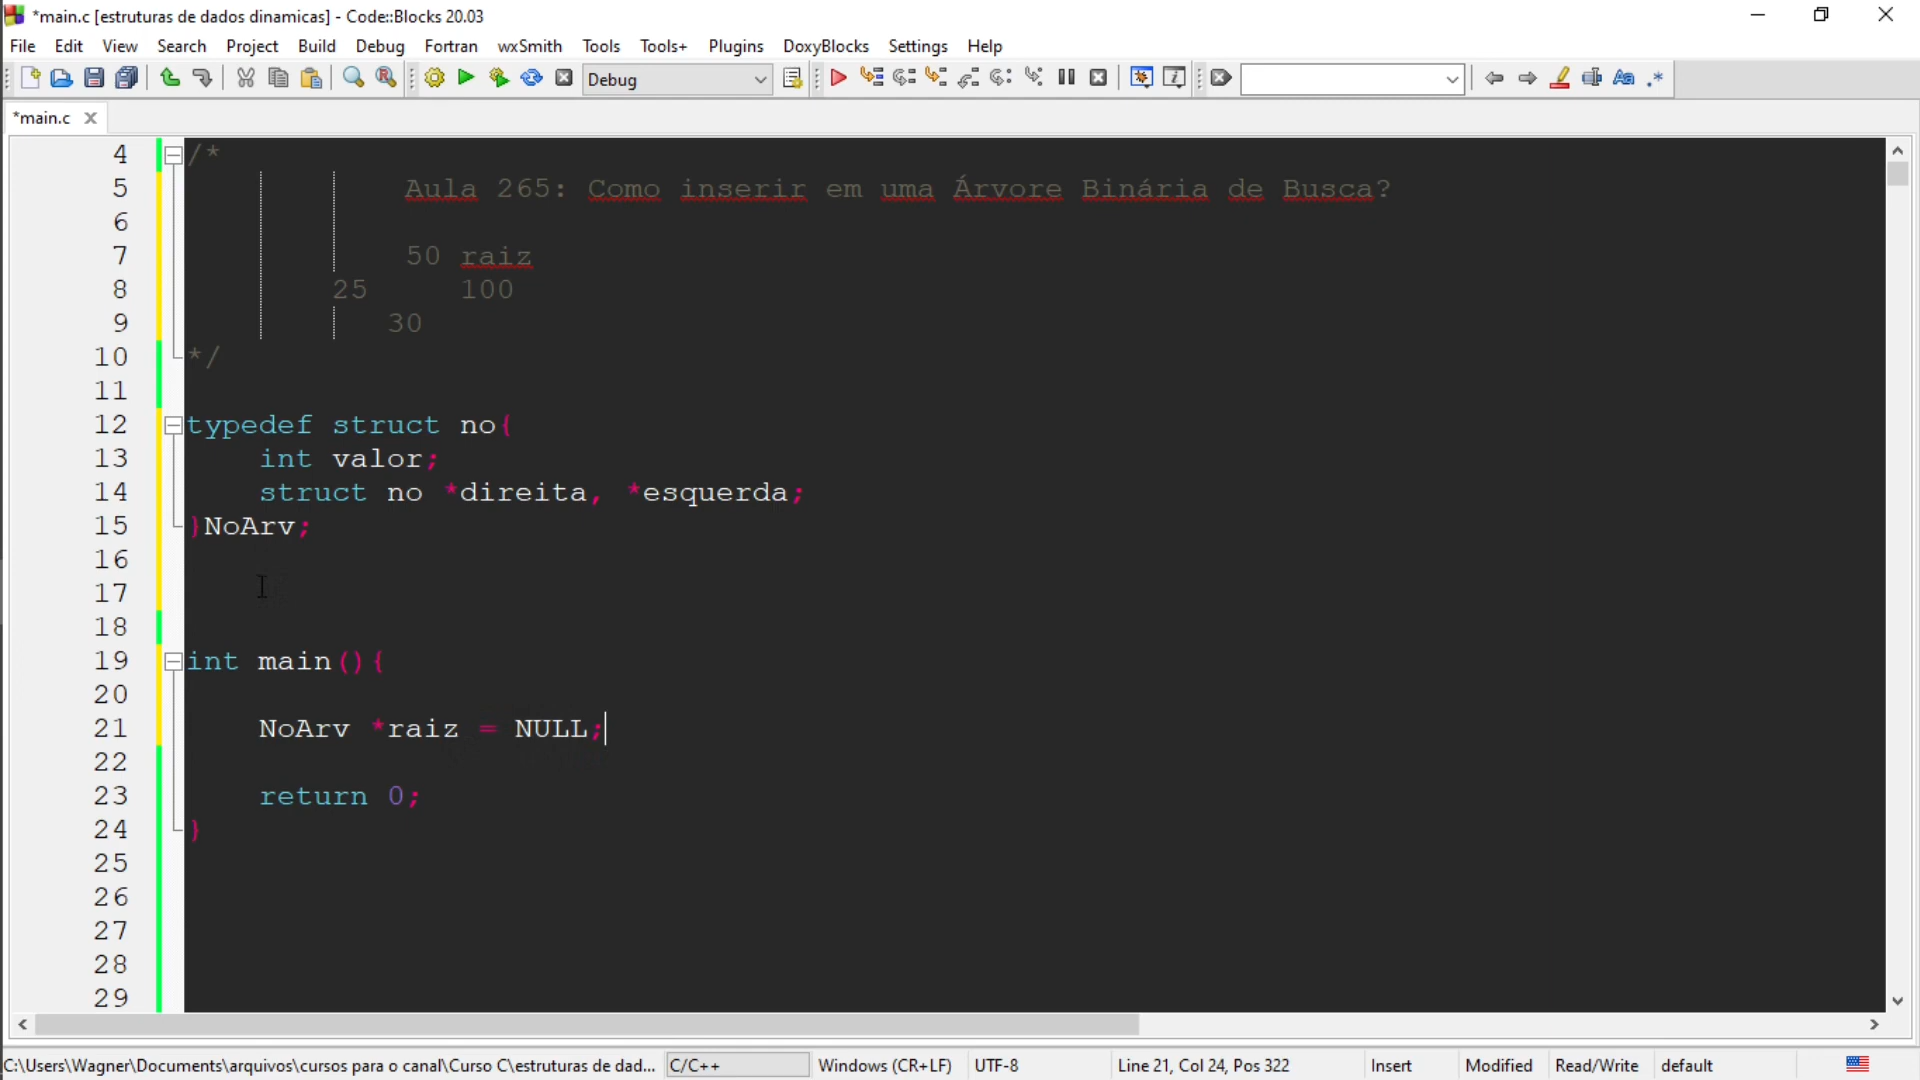 *main.c [estruturas de dados dinamicas] - Code::Blocks 20.03
File Edit View Search Project Build Debug Fortran wxSmith Tools Tools+ Plugins DoxyBlocks Settings Help
Debug
*main.c
4 /*
5 Aula 265: Como inserir em uma Árvore Binária de Busca?
6
7 50 raiz
8 25 100
9 30
10 */
11
12 typedef struct no{
13 int valor;
14 struct no *direita, *esquerda;
15 }NoArv;
16
17
18
19 int main(){
20
21 NoArv *raiz = NULL;
22
23 return 0;
24 }
25
26
27
28
29
C:\Users\Wagner\Documents\arquivos\cursos para o canal\Curso C\estruturas de dad... C/C++ Windows (CR+LF) UTF-8 Line 21, Col 24, Pos 322 Insert Modified Read/Write default